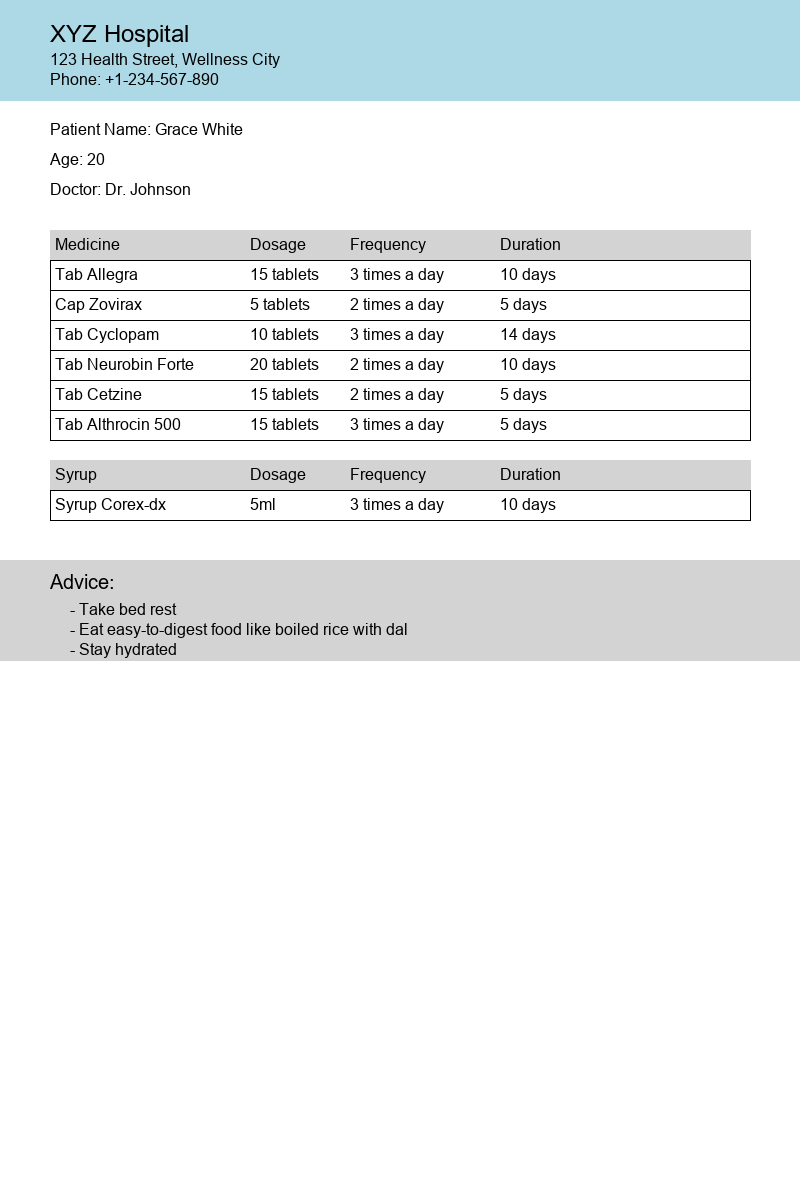 XYZ Hospital
123 Health Street, Wellness City
Phone: +1-234-567-890
Patient Name: Grace White
Age: 20
Doctor: Dr. Johnson
Medicine Dosage Frequency Duration
Tab Allegra 15 tablets 3 times a day 10 days
Cap Zovirax 5 tablets 2 times a day 5 days
Tab Cyclopam 10 tablets 3 times a day 14 days
Tab Neurobin Forte 20 tablets 2 times a day 10 days
Tab Cetzine 15 tablets 2 times a day 5 days
Tab Althrocin 500 15 tablets 3 times a day 5 days
Syrup Dosage Frequency Duration
Syrup Corex-dx 5ml 3 times a day 10 days
Advice:
- Take bed rest
- Eat easy-to-digest food like boiled rice with dal
- Stay hydrated